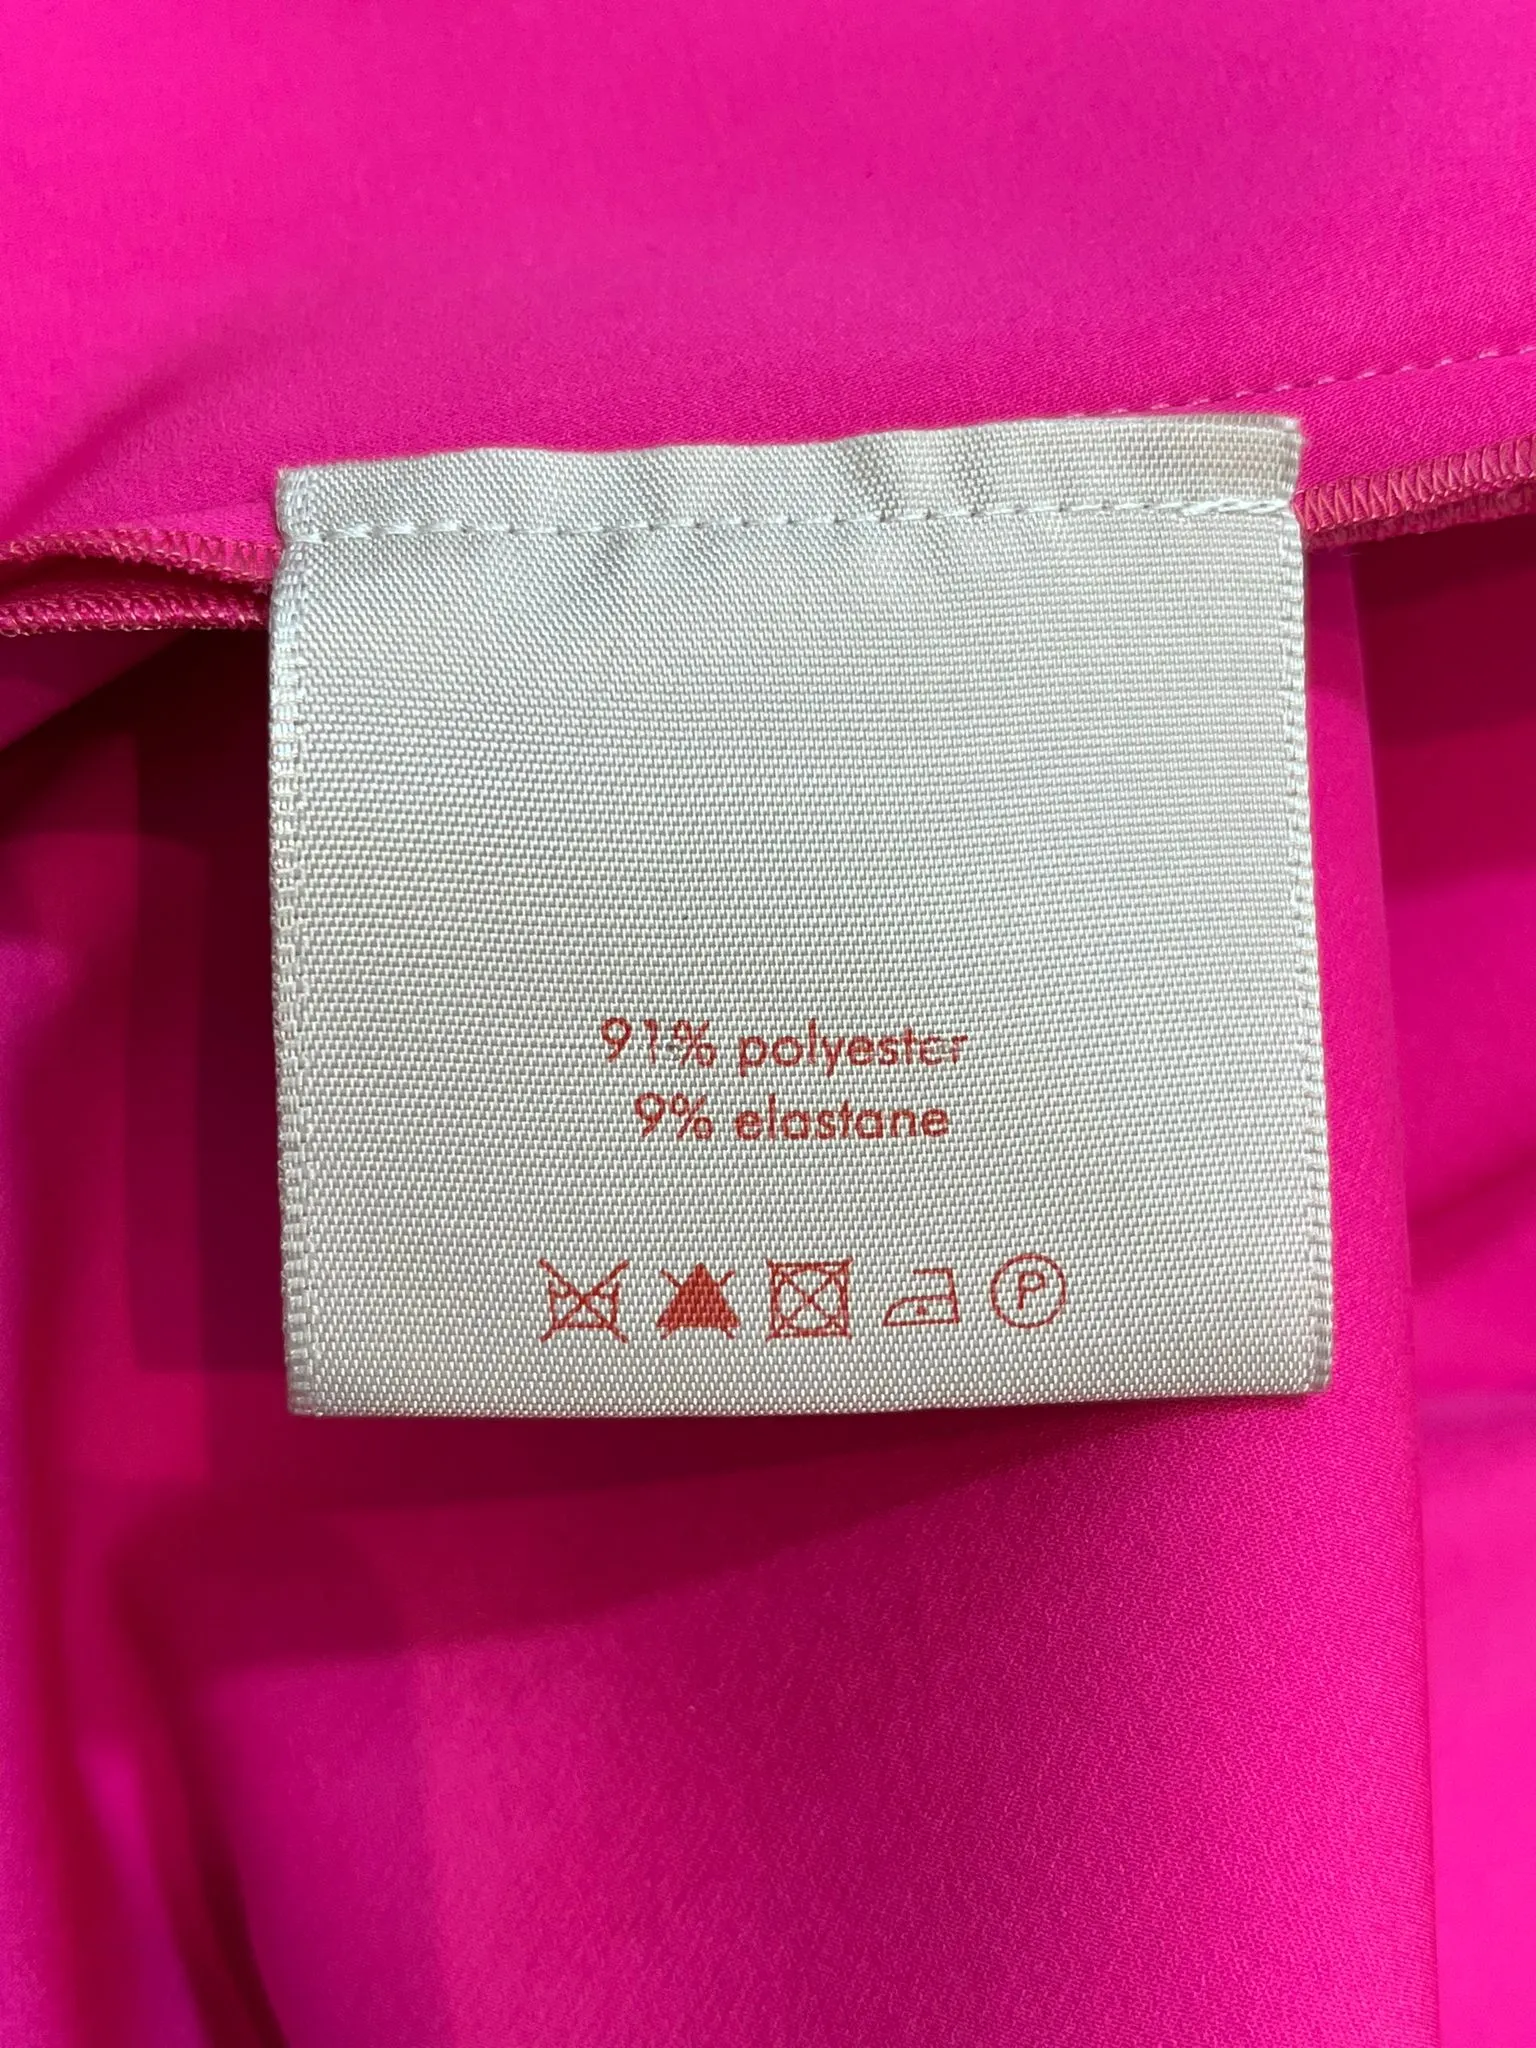 91% polyester
9% elastane
P